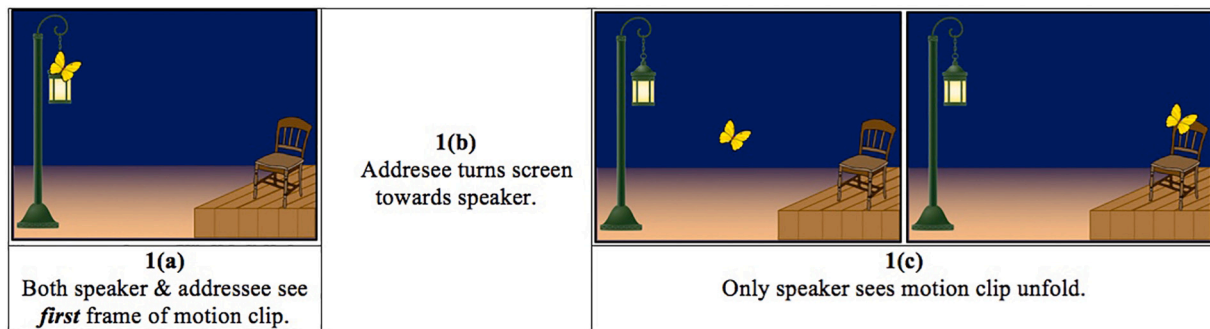 1(a)
Both speaker & addressee see
first frame of motion clip.
1(b)
Addresee turns screen
towards speaker.
1(c)
Only speaker sees motion clip unfold.